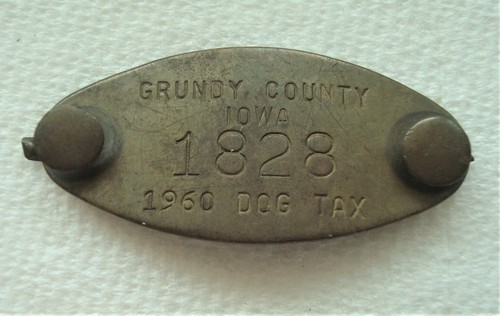 GRUNDY COUNTY
IOWA
1828
1960 DOG TAX